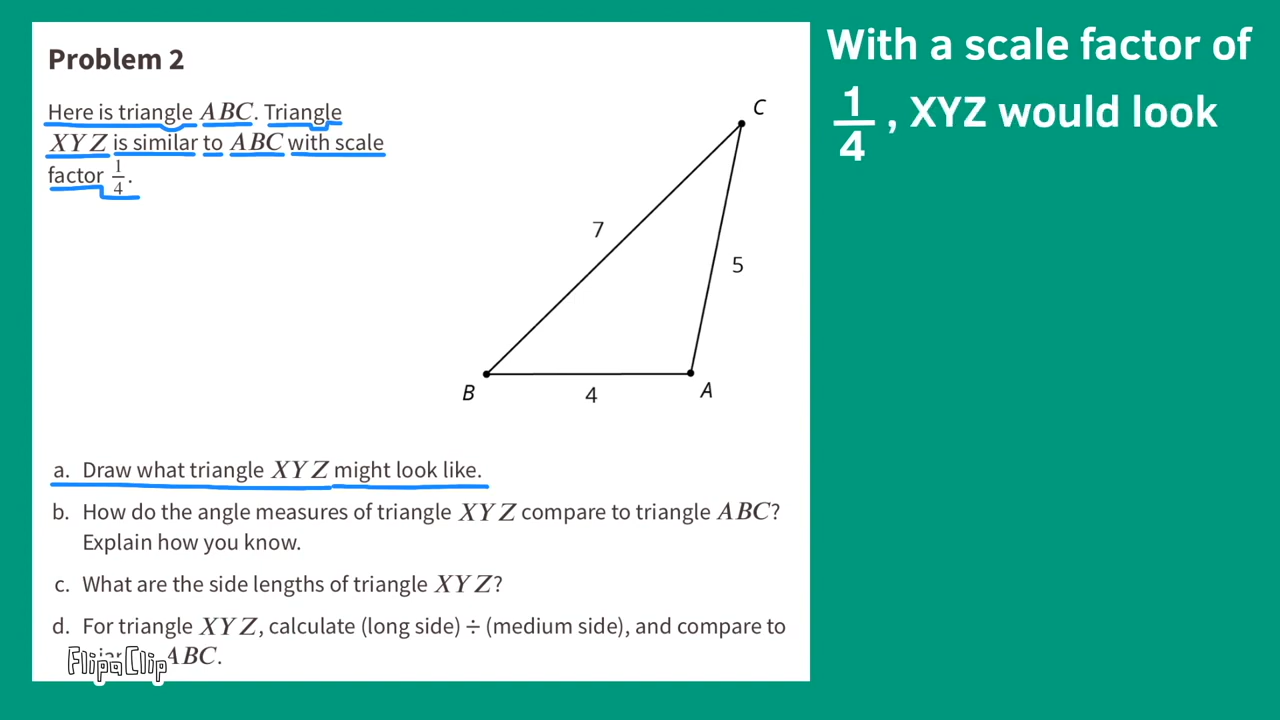 Problem 2
Here is triangle ABC. Triangle
XYZ is similar to ABC with scale
factor 1/4.
C
7
5
B
4
A
a. Draw what triangle XYZ might look like.
b. How do the angle measures of triangle XYZ compare to triangle ABC?
Explain how you know.
c. What are the side lengths of triangle XYZ?
d. For triangle XYZ, calculate (long side) ÷ (medium side), and compare to
ABC.
FlipaClip
With a scale factor of
1/4, XYZ would look